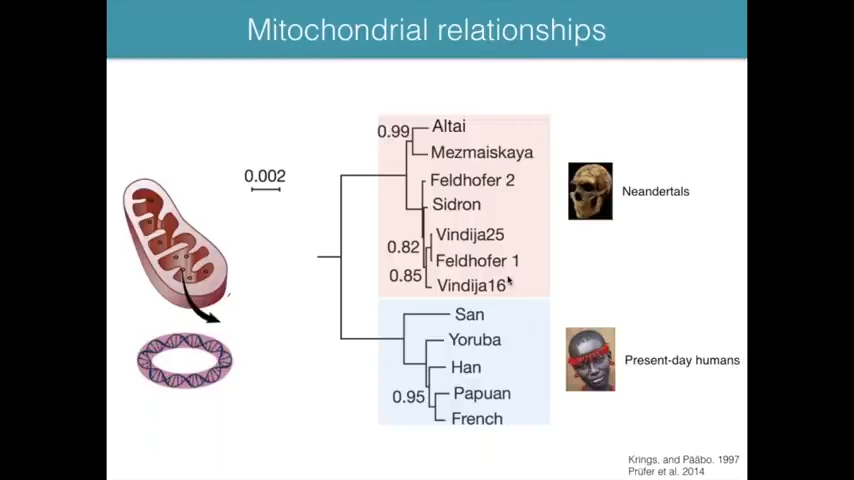 Mitochondrial relationships
0.002
0.99
Altai
Mezmaiskaya
Feldhofer 2
Sidron
Vindija25
0.82
Feldhofer 1
0.85
Vindija16
Neandertals
San
Yoruba
Han
Papuan
0.95
French
Present-day humans
Krings, and Pääbo. 1997
Prüfer et al. 2014